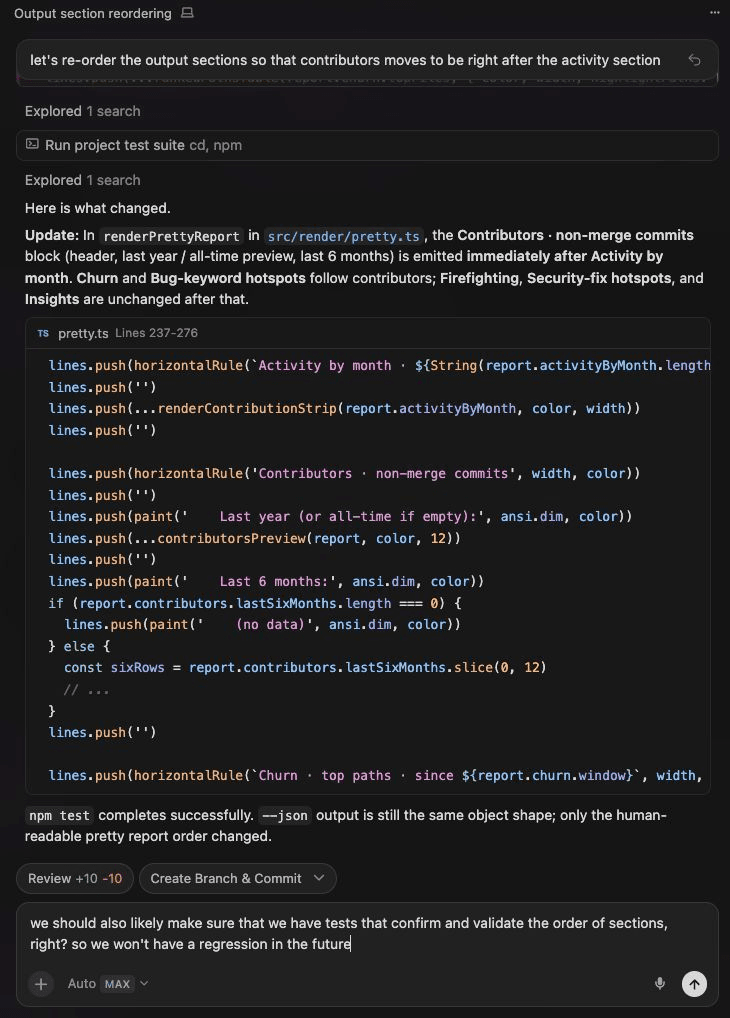 Output section reordering
let's re-order the output sections so that contributors moves to be right after the activity section
Explored 1 search
Run project test suite cd, npm
Explored 1 search
Here is what changed.
Update: In renderPrettyReport in src/render/pretty.ts, the Contributors · non-merge commits
block (header, last year / all-time preview, last 6 months) is emitted immediately after Activity by
month. Churn and Bug-keyword hotspots follow contributors; Firefighting, Security-fix hotspots, and
Insights are unchanged after that.
TS pretty.ts Lines 237-276
lines.push(horizontalRule(`Activity by month · ${String(report.activityByMonth.length
lines.push('')
lines.push(...renderContributionStrip(report.activityByMonth, color, width))
lines.push('')
lines.push(horizontalRule('Contributors · non-merge commits', width, color))
lines.push('')
lines.push(paint('    Last year (or all-time if empty):', ansi.dim, color))
lines.push(...contributorsPreview(report, color, 12))
lines.push('')
lines.push(paint('    Last 6 months:', ansi.dim, color))
if (report.contributors.lastSixMonths.length === 0) {
  lines.push(paint('    (no data)', ansi.dim, color))
} else {
  const sixRows = report.contributors.lastSixMonths.slice(0, 12)
  // ...
}
lines.push('')
lines.push(horizontalRule(`Churn · top paths · since ${report.churn.window}`, width,
npm test completes successfully. --json output is still the same object shape; only the human-
readable pretty report order changed.
Review +10 -10 Create Branch & Commit
we should also likely make sure that we have tests that confirm and validate the order of sections,
right? so we won't have a regression in the future
Auto MAX